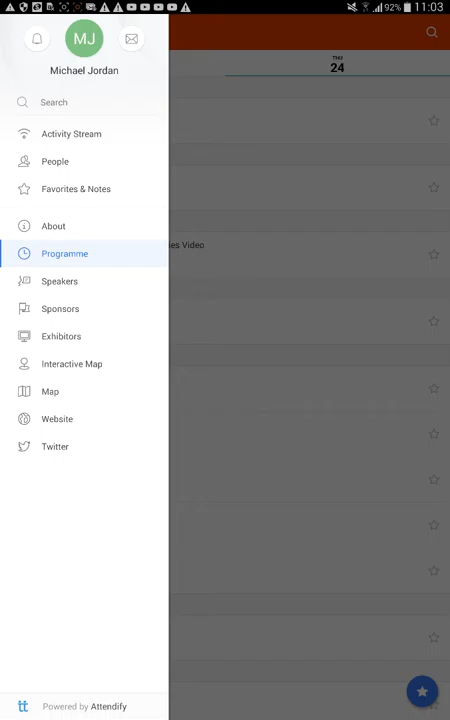 92%
11:03
MJ
Michael Jordan
THU
24
Search
Activity Stream
People
Favorites & Notes
About
ies Video
Programme
Speakers
Sponsors
Exhibitors
Interactive Map
Map
Website
Twitter
tt Powered by Attendify